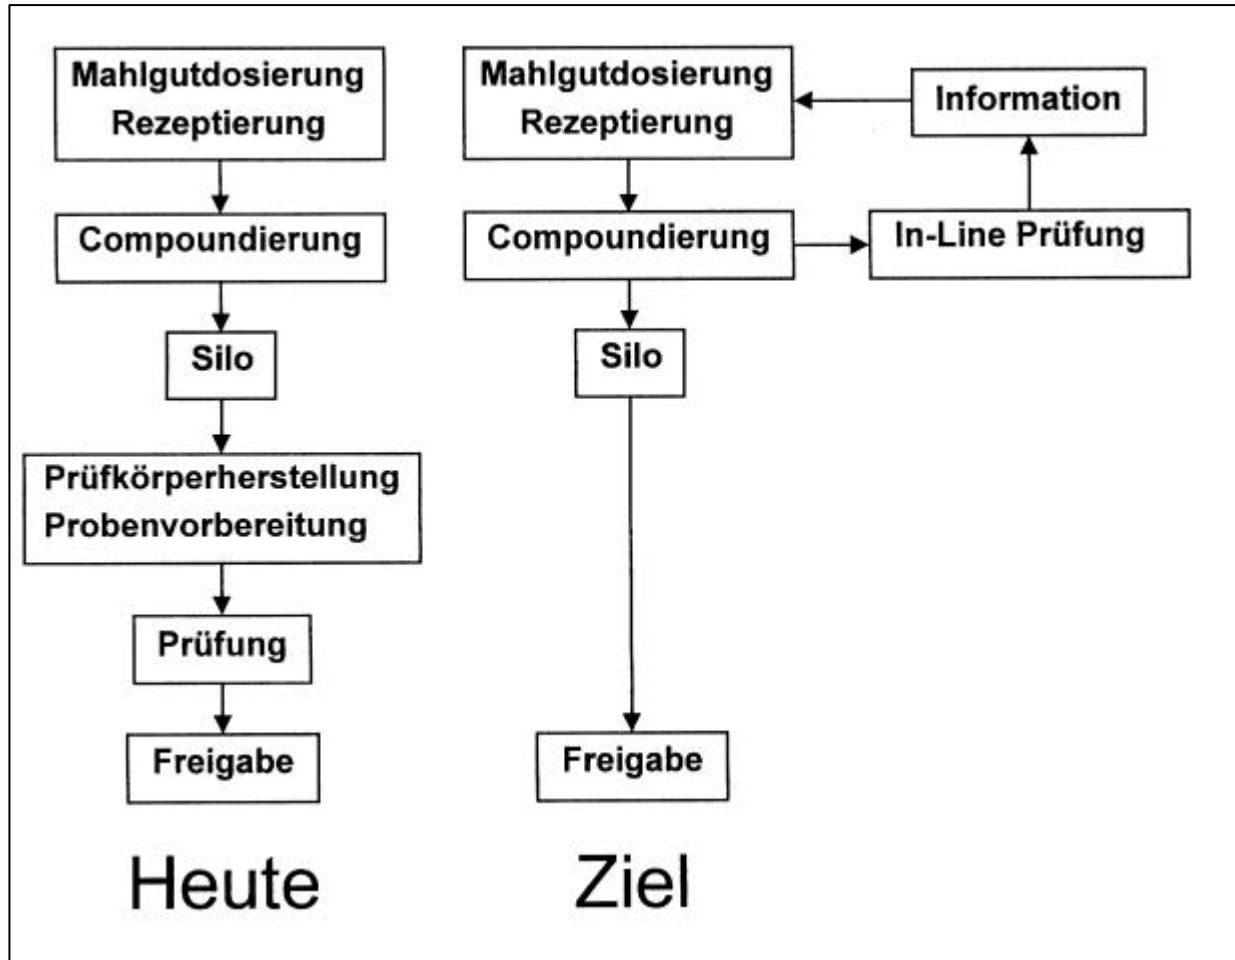 Mahlgutdosierung
Rezeptierung
Compoundierung
Silo
Prüfkörperherstellung
Probenvorbereitung
Prüfung
Freigabe
Heute
Mahlgutdosierung
Rezeptierung
Information
Compoundierung
In-Line Prüfung
Silo
Freigabe
Ziel